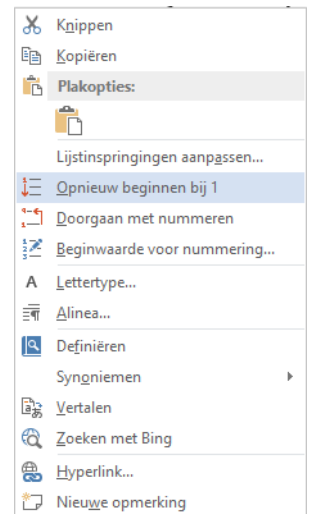 Knippen
Kopiëren
Plakopties:
Lijstinspringingen aanpassen...
Opnieuw beginnen bij 1
Doorgaan met nummeren
Beginwaarde voor nummering...
Lettertype...
Alinea...
Definiëren
Synoniemen
Vertalen
Zoeken met Bing
Hyperlink...
Nieuwe opmerking